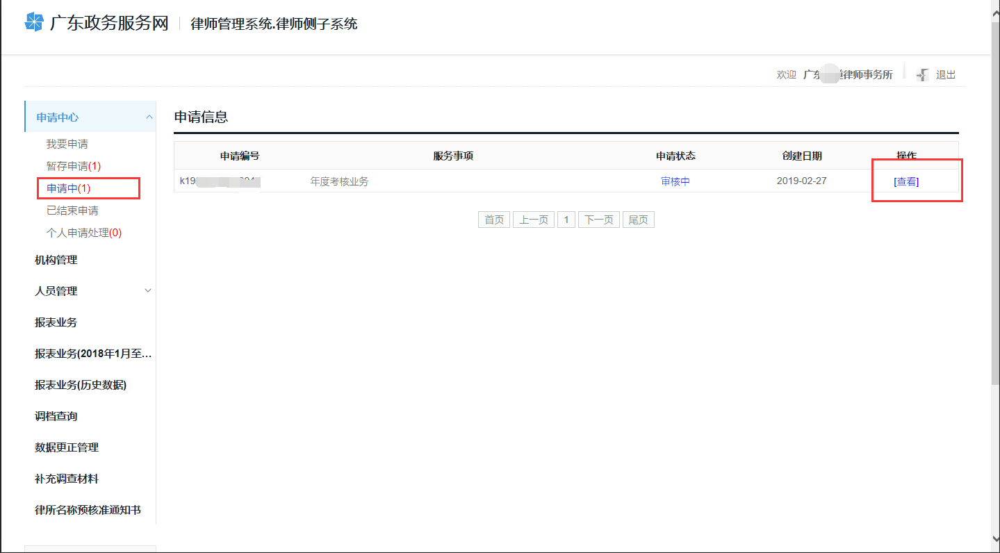 广东政务服务网 律师管理系统.律师侧子系统
欢迎 广东 律师事务所 退出
申请中心
我要申请
暂存申请(1)
申请中(1)
已结束申请
个人申请处理(0)
机构管理
人员管理
报表业务
报表业务(2018年1月至...
报表业务(历史数据)
调档查询
数据更正管理
补充调查材料
律所名称预核准通知书
申请信息
申请编号 服务事项 申请状态 创建日期 操作
k19 年度考核业务 审核中 2019-02-27 [查看]
首页 上一页 1 下一页 尾页